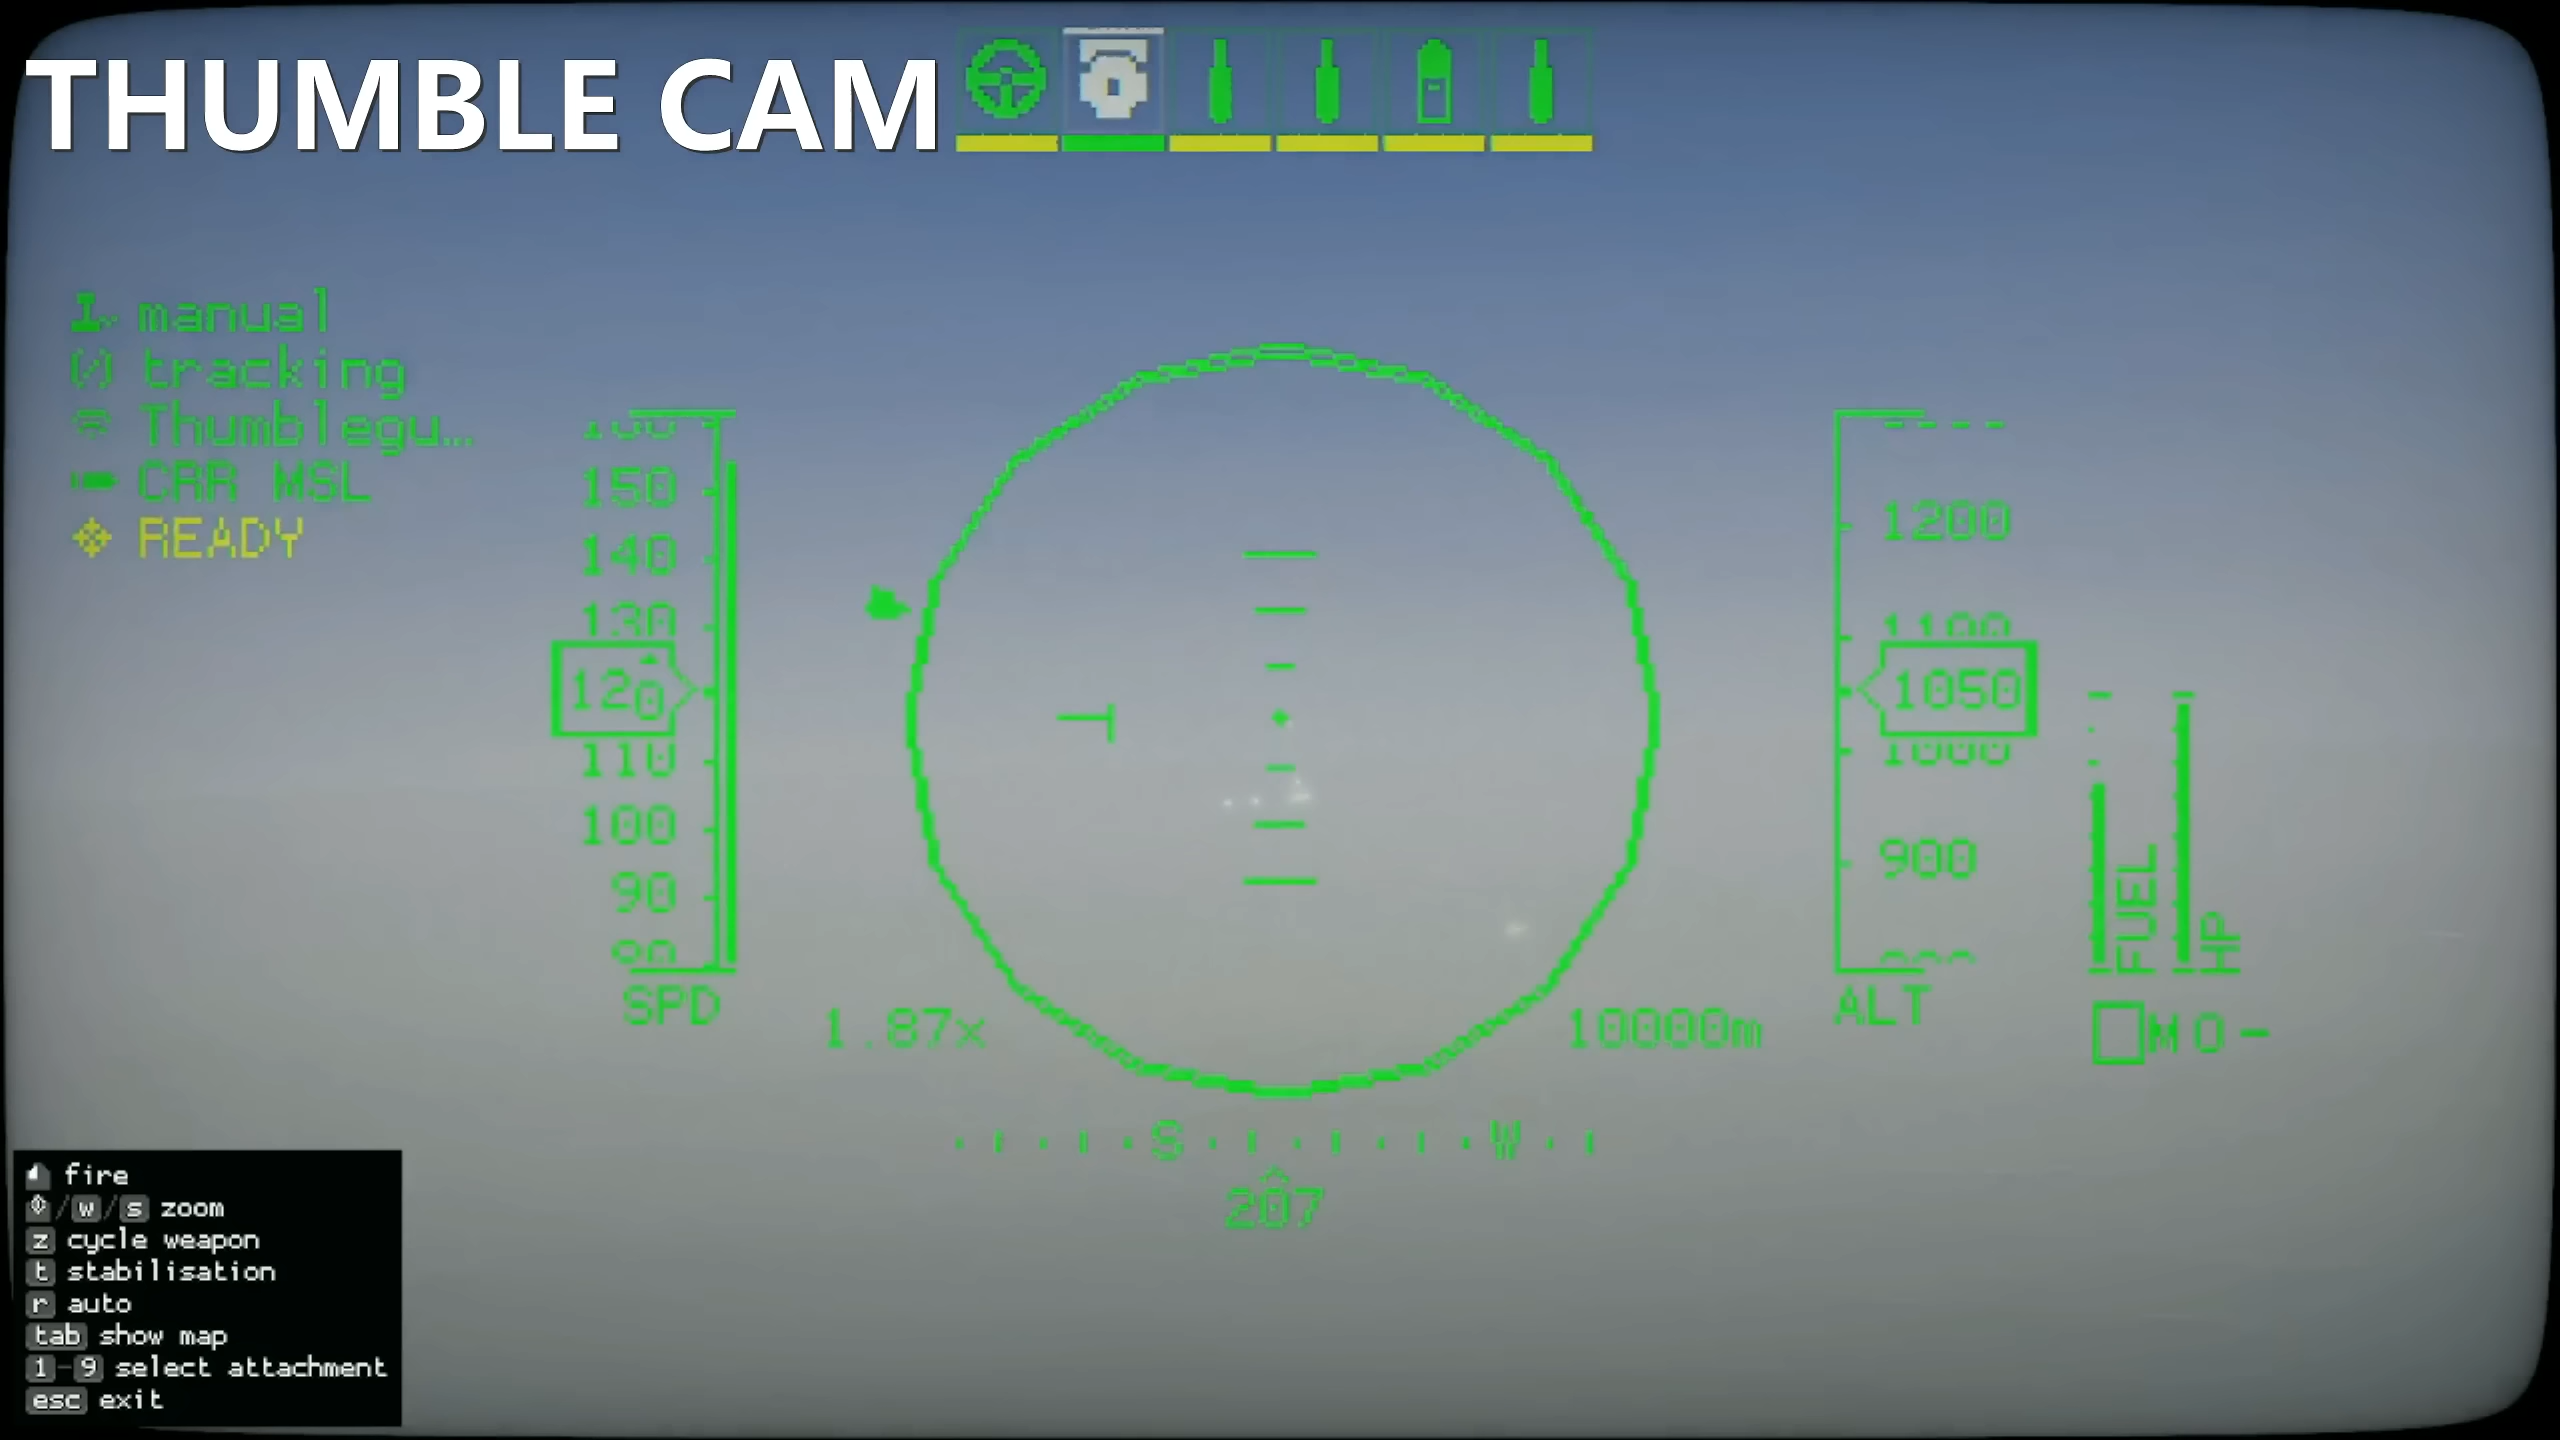 THUMBLE CAM
manual
tracking
Thumblegu…
CRR MSL
READY
150
140
130
120
110
100
90
SPD
1200
1100
1050
1000
900
ALT
FUEL
HP
M 0 -
1.87x
10000m
S W
207
fire
/ w / s zoom
z cycle weapon
t stabilisation
r auto
tab show map
1 - 9 select attachment
esc exit